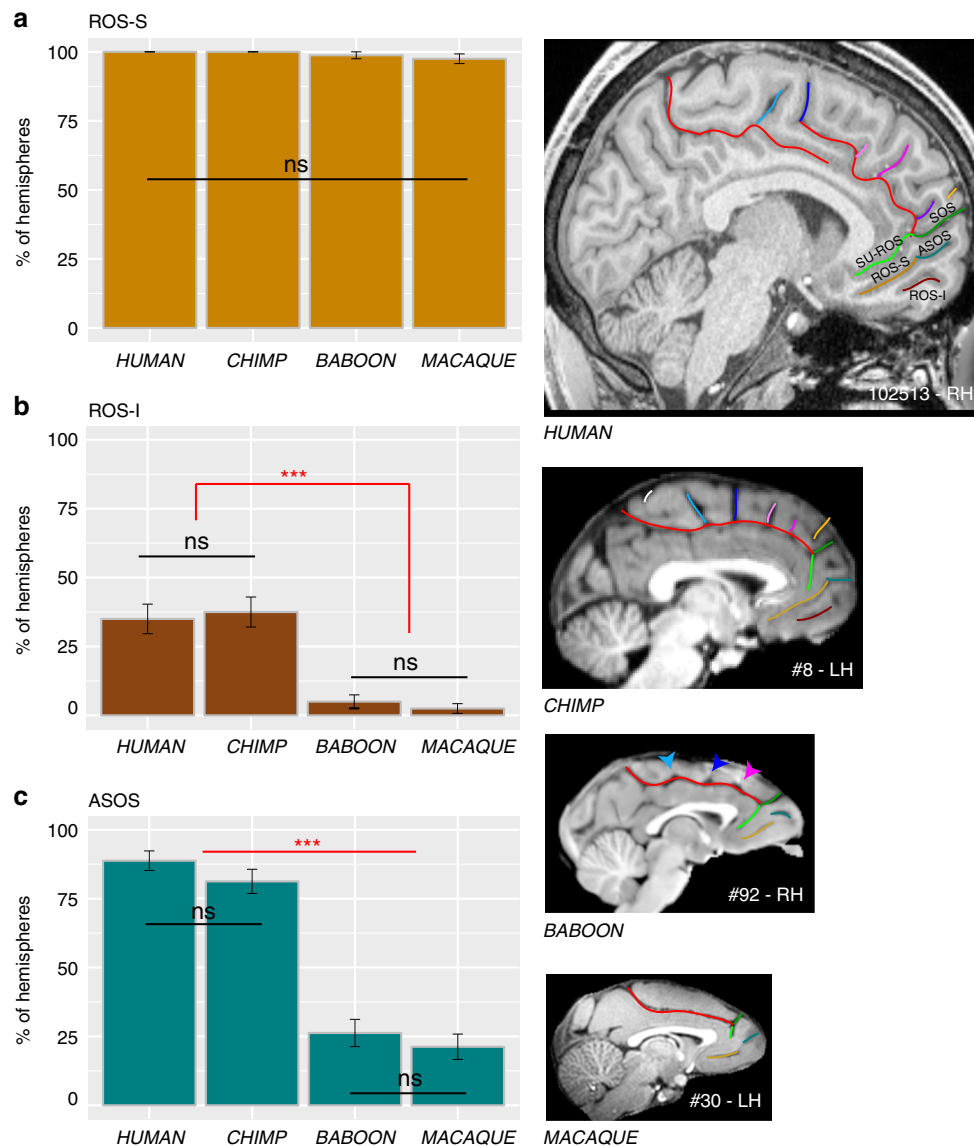 a ROS-S
100
75
50
25
0
% of hemispheres
ns
HUMAN CHIMP BABOON MACAQUE
SOS
SU-ROS
ASOS
ROS-S
ROS-I
102513 - RH
HUMAN
b ROS-I
100
75
50
25
0
% of hemispheres
***
ns
ns
HUMAN CHIMP BABOON MACAQUE
#8 - LH
CHIMP
#92 - RH
BABOON
c ASOS
100
75
50
25
0
% of hemispheres
***
ns
ns
HUMAN CHIMP BABOON MACAQUE
#30 - LH
MACAQUE